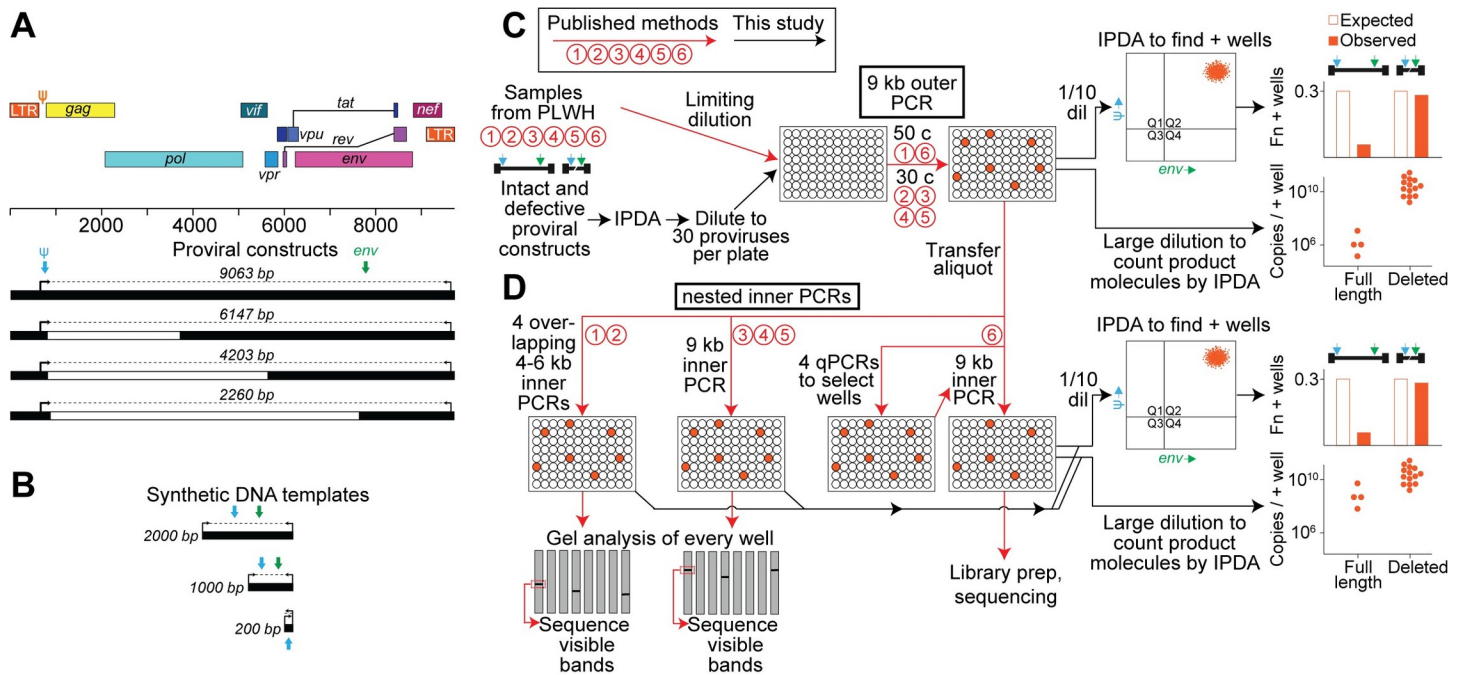 A
LTR
ψ
gag
vif
tat
nef
vpu
rev
LTR
pol
vpr
env
2000 4000 6000 8000
Proviral constructs
ψ
env
9063 bp
6147 bp
4203 bp
2260 bp
B
Synthetic DNA templates
2000 bp
1000 bp
200 bp
C
Published methods
This study
1 2 3 4 5 6
Samples
from PLWH
1 2 3 4 5 6
Intact and
defective
proviral
constructs
IPDA
Dilute to
30 proviruses
per plate
Limiting
dilution
9 kb outer
PCR
50 c
1 6
30 c
2 3
4 5
Transfer
aliquot
1/10
dil
IPDA to find + wells
ψ
Q1 Q2
Q3 Q4
env
Large dilution to
count product
molecules by IPDA
Expected
Observed
Fn + wells
0.3
Copies / + well
10^10
10^6
Full
length
Deleted
D
nested inner PCRs
4 over-
lapping
4-6 kb
inner
PCRs
1 2
9 kb
inner
PCR
3 4 5
6
4 qPCRs
to select
wells
9 kb
inner
PCR
Gel analysis of every well
Sequence
visible
bands
Sequence
visible
bands
Library prep,
sequencing
1/10
dil
IPDA to find + wells
ψ
Q1 Q2
Q3 Q4
env
Large dilution to
count product
molecules by IPDA
Fn + wells
0.3
Copies / + well
10^10
10^6
Full
length
Deleted